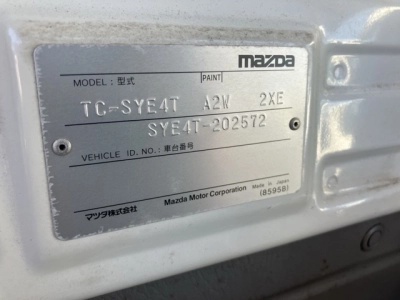 mazda
MODEL: 型式 PAINT
TC-SYE4T A2W 2XE
SYE4T-202572
VEHICLE ID. NO.: 車台番号
マツダ株式会社 Mazda Motor Corporation Made in Japan
(8595B)